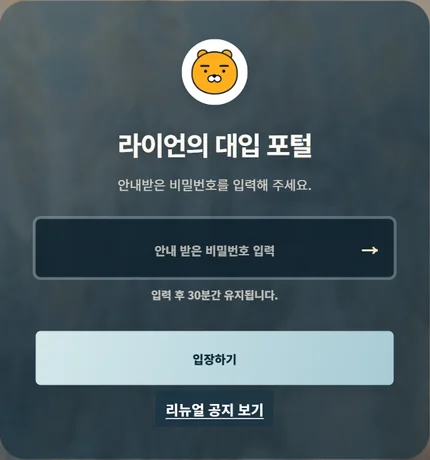 라이언의 대입 포털
안내받은 비밀번호를 입력해 주세요.
안내 받은 비밀번호 입력 →
입력 후 30분간 유지됩니다.
입장하기
리뉴얼 공지 보기